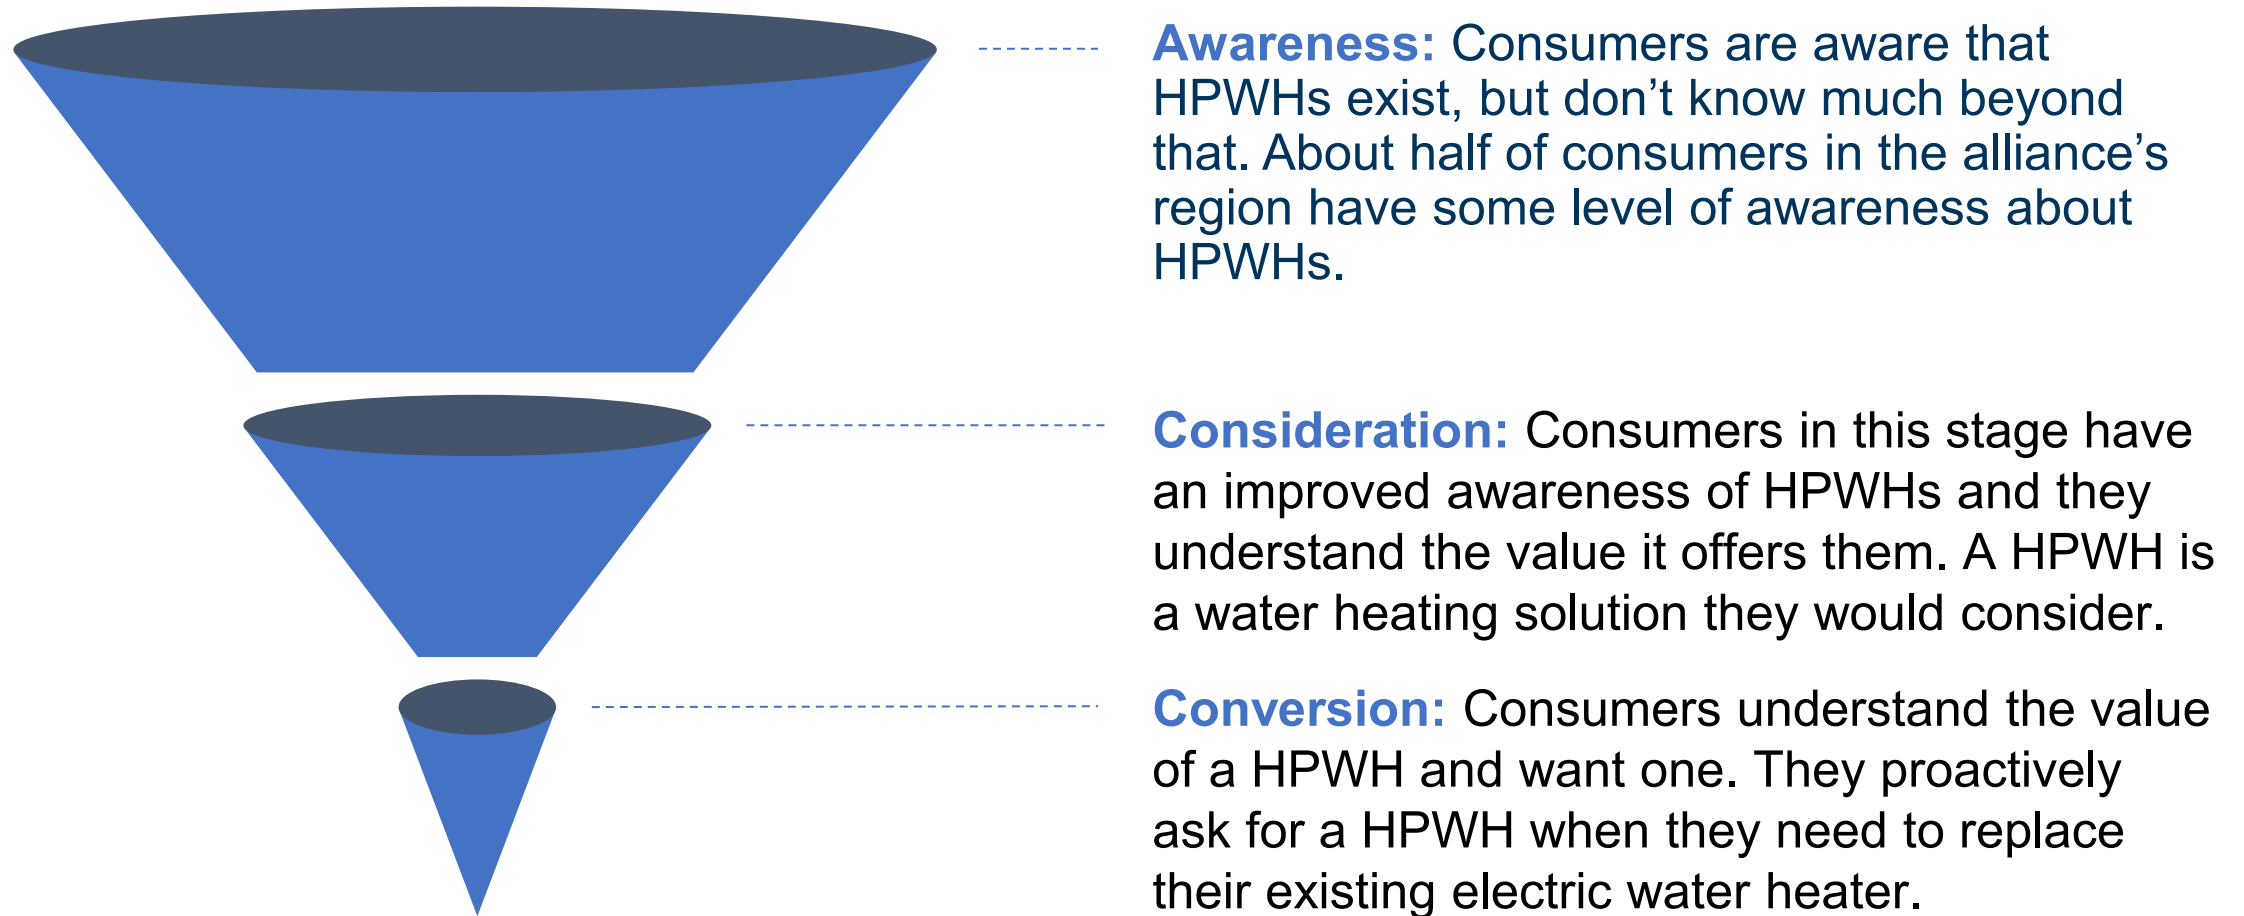 Awareness: Consumers are aware that
HPWHs exist, but don’t know much beyond
that. About half of consumers in the alliance’s
region have some level of awareness about
HPWHs.
Consideration: Consumers in this stage have
an improved awareness of HPWHs and they
understand the value it offers them. A HPWH is
a water heating solution they would consider.
Conversion: Consumers understand the value
of a HPWH and want one. They proactively
ask for a HPWH when they need to replace
their existing electric water heater.